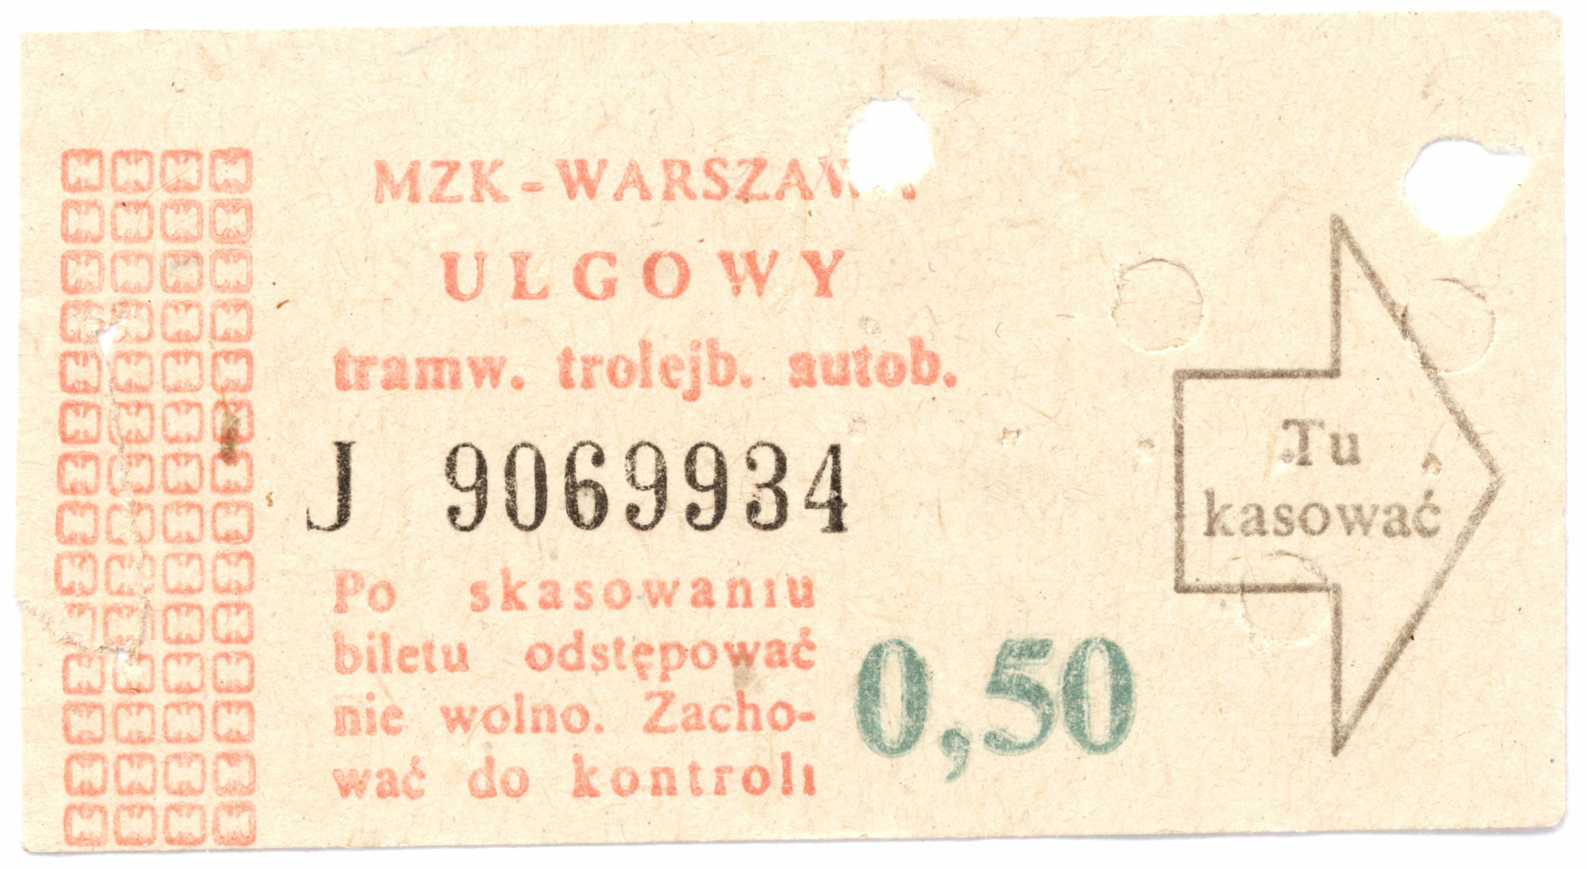 MZK-WARSZAWA
ULGOWY
tramw. trolejb. autob.
J 9069934
Po skasowaniu
biletu odstępować
nie wolno. Zacho-
wać do kontroli
0,50
Tu
kasować